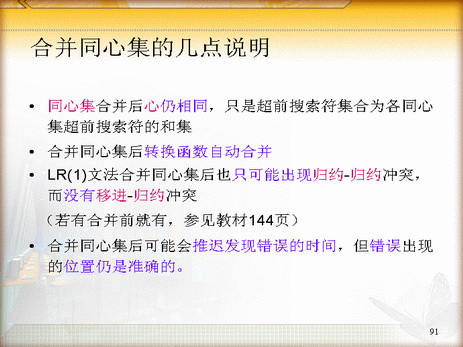 合并同心集的几点说明
• 同心集合并后心仍相同，只是超前搜索符集合为各同心
集超前搜索符的和集
• 合并同心集后转换函数自动合并
• LR(1)文法合并同心集后也只可能出现归约-归约冲突，
而没有移进-归约冲突
（若有合并前就有，参见教材144页）
• 合并同心集后可能会推迟发现错误的时间，但错误出现
的位置仍是准确的。
91